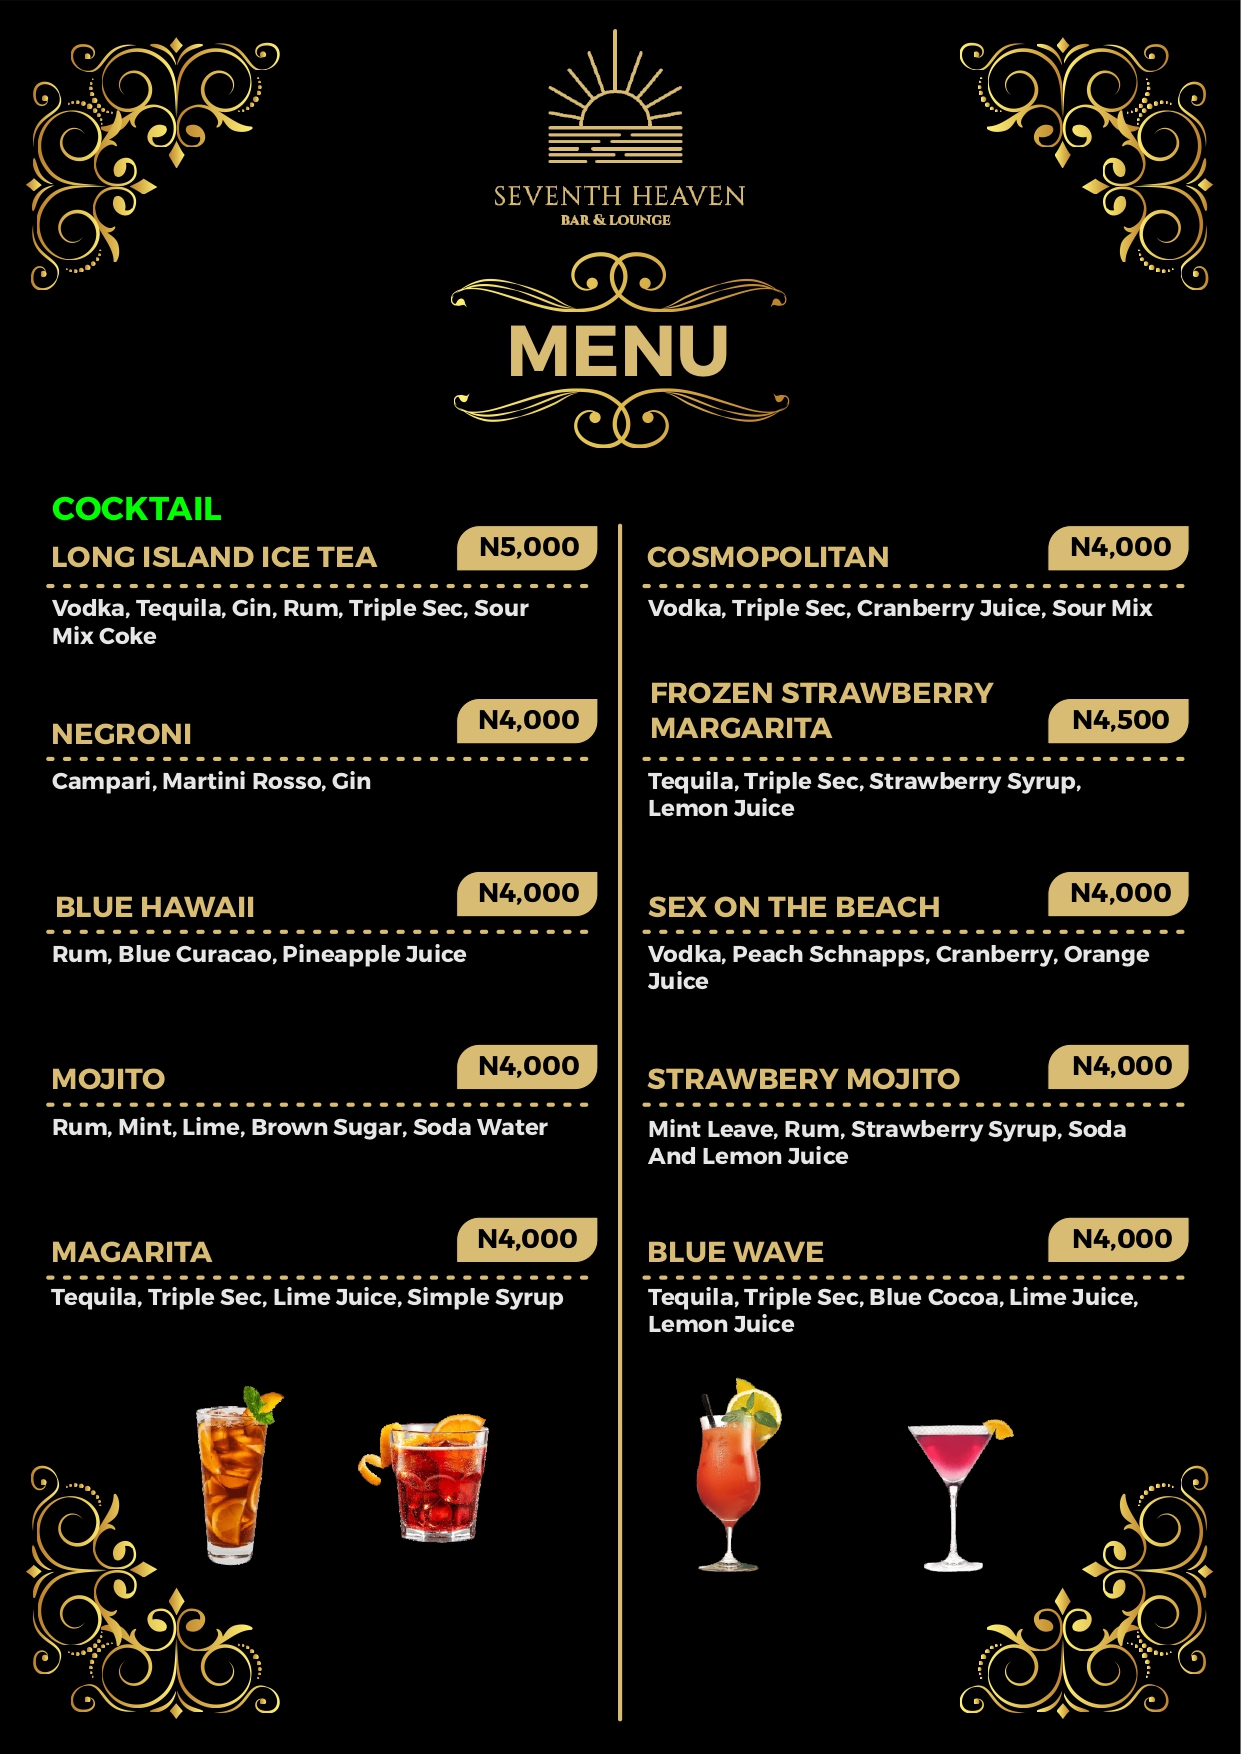 SEVENTH HEAVEN
BAR & LOUNGE
MENU
COCKTAIL
LONG ISLAND ICE TEA
N5,000
Vodka, Tequila, Gin, Rum, Triple Sec, Sour
Mix Coke
NEGRONI
N4,000
Campari, Martini Rosso, Gin
BLUE HAWAII
N4,000
Rum, Blue Curacao, Pineapple Juice
MOJITO
N4,000
Rum, Mint, Lime, Brown Sugar, Soda Water
MAGARITA
N4,000
Tequila, Triple Sec, Lime Juice, Simple Syrup
COSMOPOLITAN
N4,000
Vodka, Triple Sec, Cranberry Juice, Sour Mix
FROZEN STRAWBERRY
MARGARITA
N4,500
Tequila, Triple Sec, Strawberry Syrup,
Lemon Juice
SEX ON THE BEACH
N4,000
Vodka, Peach Schnapps, Cranberry, Orange
Juice
STRAWBERY MOJITO
N4,000
Mint Leave, Rum, Strawberry Syrup, Soda
And Lemon Juice
BLUE WAVE
N4,000
Tequila, Triple Sec, Blue Cocoa, Lime Juice,
Lemon Juice